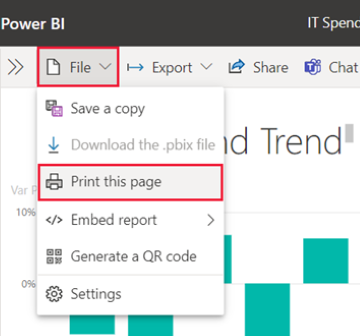 Power BI
IT Spend
File
Export
Share
Chat
Save a copy
Download the .pbix file
Print this page
Embed report
Generate a QR code
Settings
nd Trend
Var P
10%
0%